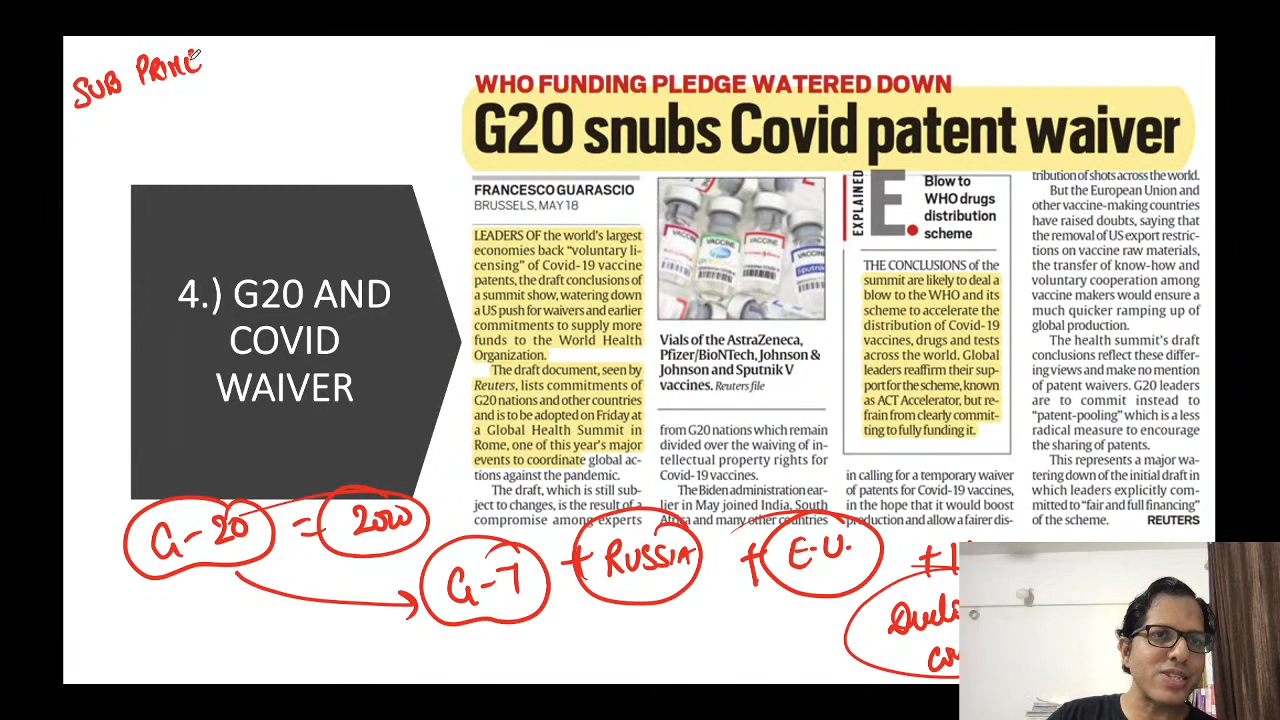 SUB PRIME
WHO FUNDING PLEDGE WATERED DOWN
G20 snubs Covid patent waiver
4.) G20 AND
COVID
WAIVER
FRANCESCO GUARASCIO
BRUSSELS, MAY 18
LEADERS OF the world's largest
economies back "voluntary li-
censing" of Covid-19 vaccine
patents, the draft conclusions of
a summit show, watering down
a US push for waivers and earlier
commitments to supply more
funds to the World Health
Organization.
The draft document, seen by
Reuters, lists commitments of
G20 nations and other countries
and is to be adopted on Friday at
a Global Health Summit in
Rome, one of this year's major
events to coordinate global ac-
tions against the pandemic.
The draft, which is still sub-
ject to changes, is the result of a
compromise among experts
VACCINE
VACCINE
VACCINE
Sputnik
Vials of the AstraZeneca,
Pfizer/BioNTech, Johnson &
Johnson and Sputnik V
vaccines. Reuters file
from G20 nations which remain
divided over the waiving of in-
tellectual property rights for
Covid-19 vaccines.
The Biden administration ear-
lier in May joined India, South
Africa and many other countries
EXPLAINED
E.
Blow to
WHO drugs
distribution
scheme
THE CONCLUSIONS of the
summit are likely to deal a
blow to the WHO and its
scheme to accelerate the
distribution of Covid-19
vaccines, drugs and tests
across the world. Global
leaders reaffirm their sup-
port for the scheme, known
as ACT Accelerator, but re-
frain from clearly commit-
ting to fully funding it.
in calling for a temporary waiver
of patents for Covid-19 vaccines,
in the hope that it would boost
production and allow a fairer dis-
tribution of shots across the world.
But the European Union and
other vaccine-making countries
have raised doubts, saying that
the removal of US export restric-
tions on vaccine raw materials,
the transfer of know-how and
voluntary cooperation among
vaccine makers would ensure a
much quicker ramping up of
global production.
The health summit's draft
conclusions reflect these differ-
ing views and make no mention
of patent waivers. G20 leaders
are to commit instead to
"patent-pooling" which is a less
radical measure to encourage
the sharing of patents.
This represents a major wa-
tering down of the initial draft in
which leaders explicitly com-
mitted to "fair and full financing"
of the scheme. REUTERS
G-20 =
G-7 + RUSSIA + E.U. +